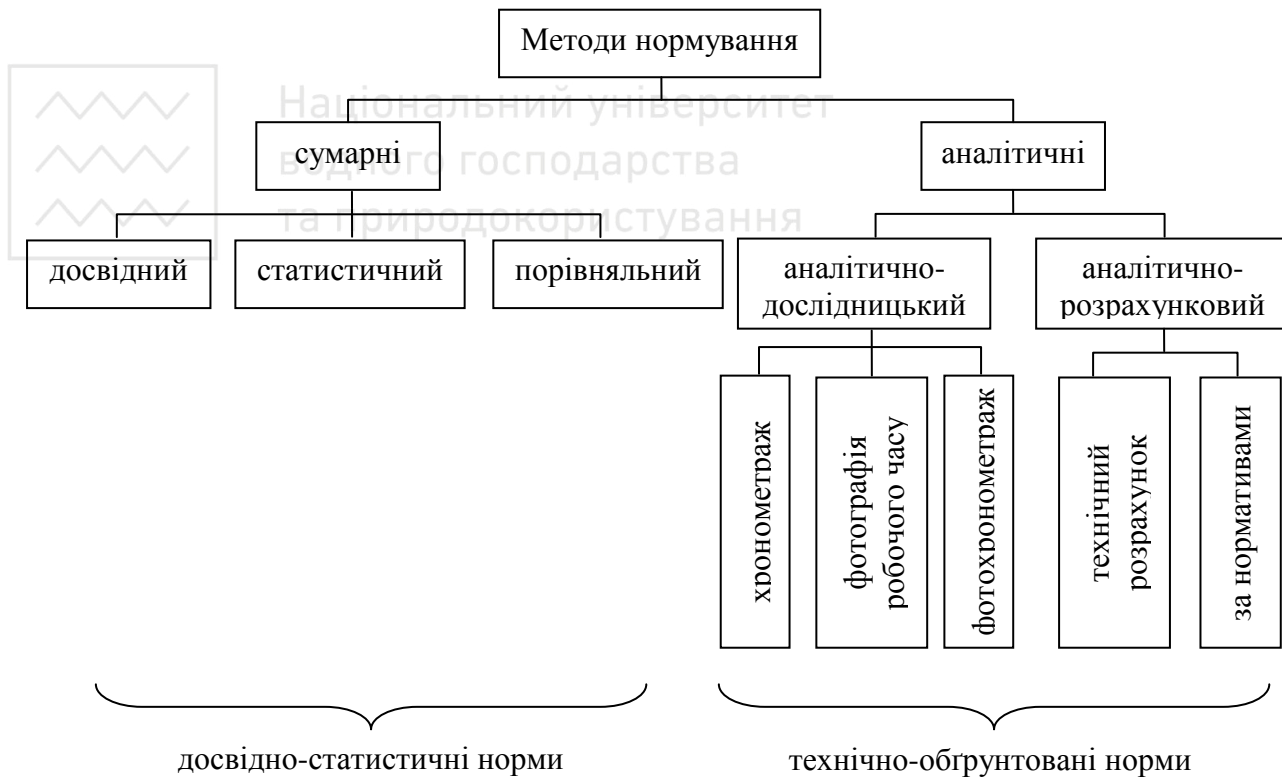 Методи нормування
Національний університет
водного господарства
та природокористування
сумарні
аналітичні
досвідний
статистичний
порівняльний
аналітично-
дослідницький
аналітично-
розрахунковий
хронометраж
фотографія
робочого часу
фотохронометраж
технічний
розрахунок
за нормативами
досвідно-статистичні норми
технічно-обґрунтовані норми